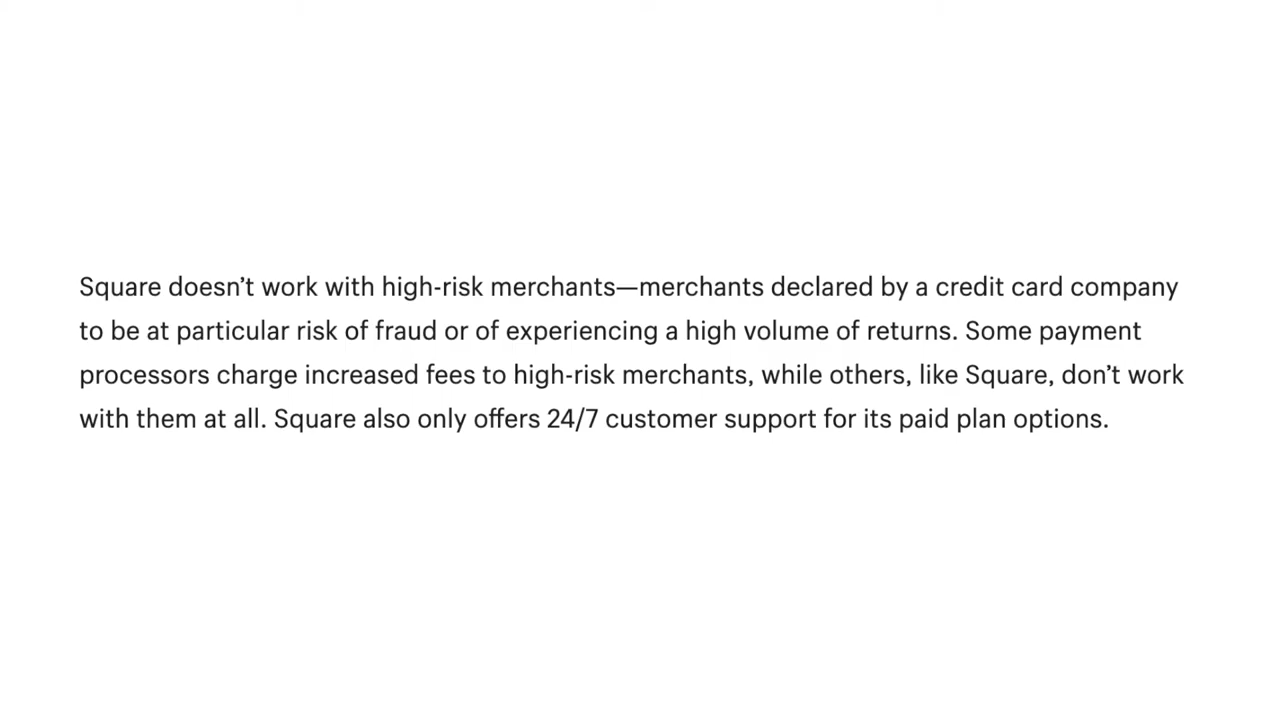 Square doesn’t work with high-risk merchants—merchants declared by a credit card company
to be at particular risk of fraud or of experiencing a high volume of returns. Some payment
processors charge increased fees to high-risk merchants, while others, like Square, don’t work
with them at all. Square also only offers 24/7 customer support for its paid plan options.